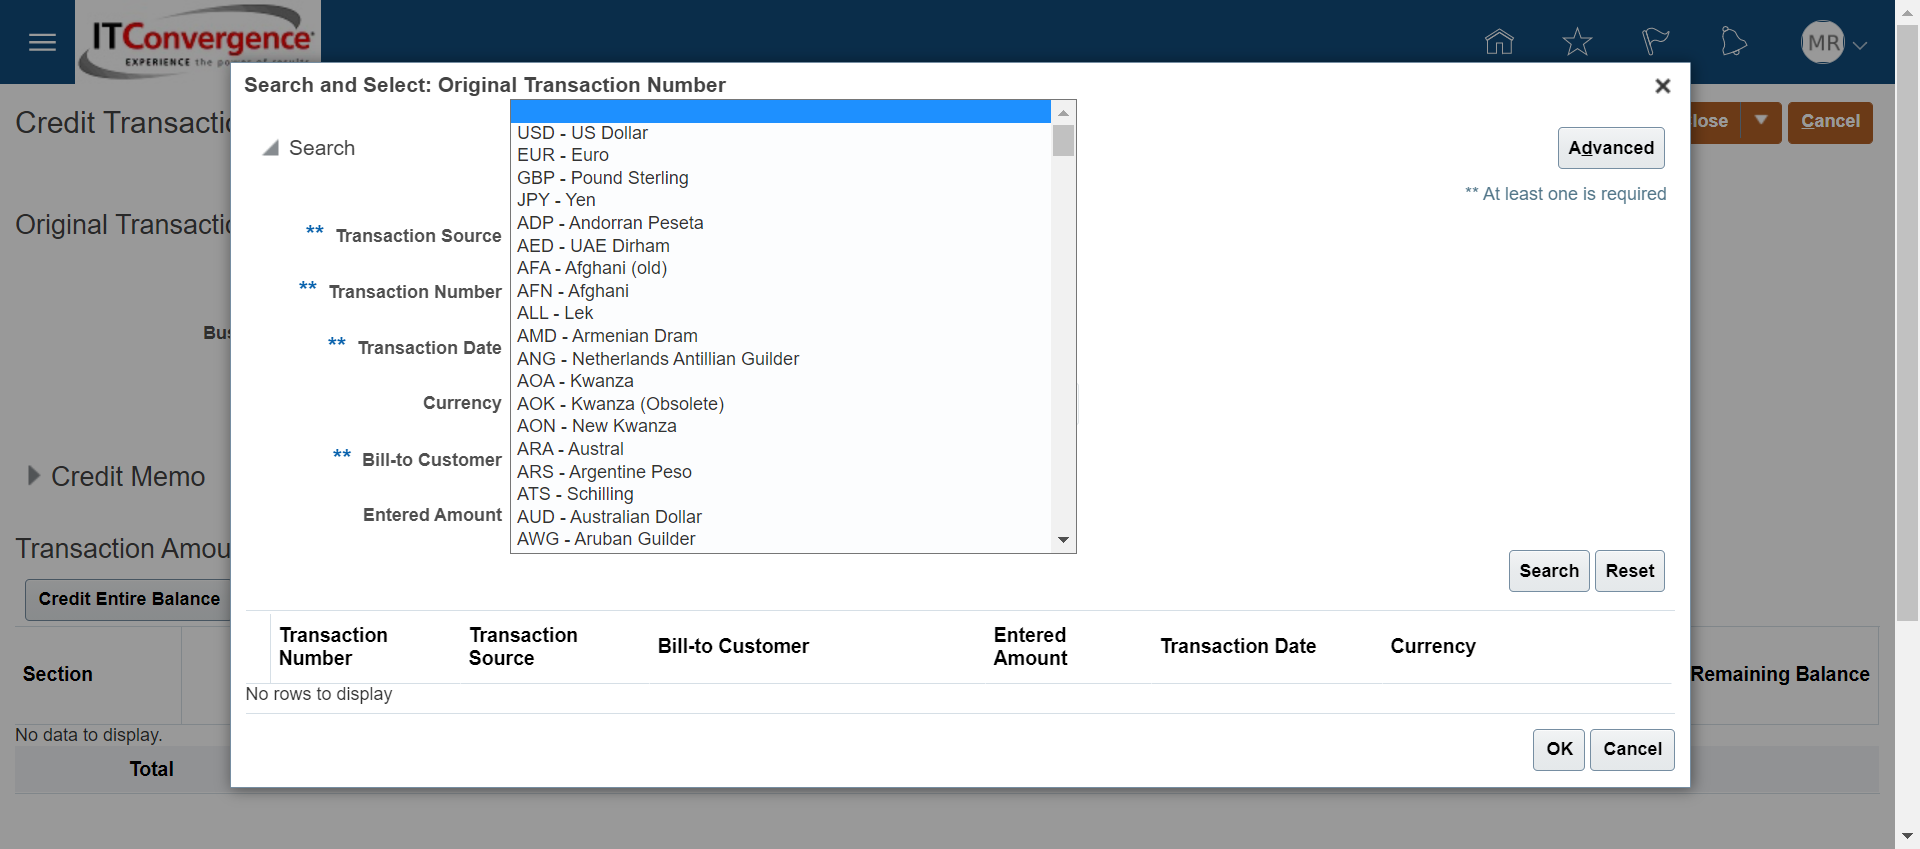 ITConvergence
EXPERIENCE the power of results
MR
Search and Select: Original Transaction Number
Credit Transactio
lose
Cancel
Search
Advanced
** At least one is required
Original Transactio
** Transaction Source
** Transaction Number
Bus
** Transaction Date
Currency
** Bill-to Customer
Entered Amount
USD - US Dollar
EUR - Euro
GBP - Pound Sterling
JPY - Yen
ADP - Andorran Peseta
AED - UAE Dirham
AFA - Afghani (old)
AFN - Afghani
ALL - Lek
AMD - Armenian Dram
ANG - Netherlands Antillian Guilder
AOA - Kwanza
AOK - Kwanza (Obsolete)
AON - New Kwanza
ARA - Austral
ARS - Argentine Peso
ATS - Schilling
AUD - Australian Dollar
AWG - Aruban Guilder
Credit Memo
Transaction Amou
Search
Reset
Credit Entire Balance
Transaction Number
Transaction Source
Bill-to Customer
Entered Amount
Transaction Date
Currency
Section
Remaining Balance
No rows to display
No data to display.
Total
OK
Cancel